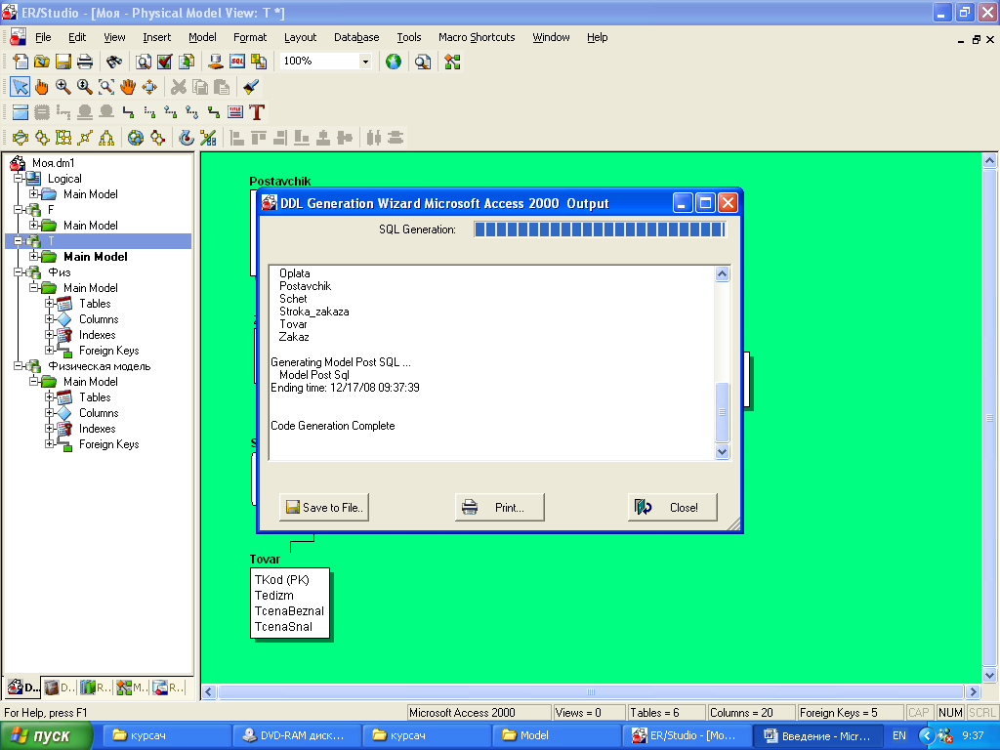 ER/Studio - [Моя - Physical Model View: T *]
File Edit View Insert Model Format Layout Database Tools Macro Shortcuts Window Help
SQL 100%
TITLE T
Моя.dm1
Logical
Main Model
F
Main Model
T
Main Model
Физ
Main Model
Tables
Columns
Indexes
Foreign Keys
Физическая модель
Main Model
Tables
Columns
Indexes
Foreign Keys
D... D.. R.. M.. R..
Postavchik
DDL Generation Wizard Microsoft Access 2000 Output
SQL Generation:
Oplata
Postavchik
Schet
Stroka_zakaza
Tovar
Zakaz
Generating Model Post SQL ...
Model Post Sql
Ending time: 12/17/08 09:37:39
Code Generation Complete
Save to File.. Print... Close!
Tovar
TKod (PK)
Tedizm
TcenaBeznal
TcenaSnal
For Help, press F1 Microsoft Access 2000 Views = 0 Tables = 6 Columns = 20 Foreign Keys = 5 CAP NUM SCRL
пуск курсач DVD-RAM диск... курсач Model ER/Studio - [Мо... Введение - Micr... EN 9:37